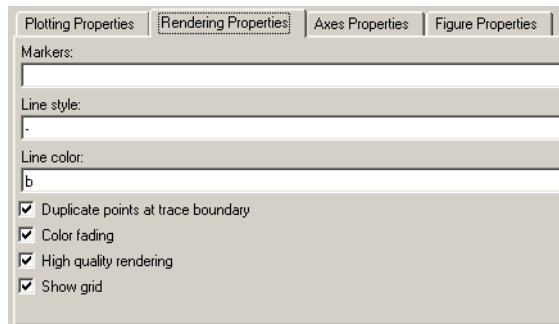 Plotting Properties Rendering Properties Axes Properties Figure Properties
Markers:
Line style:
-
Line color:
b
Duplicate points at trace boundary
Color fading
High quality rendering
Show grid